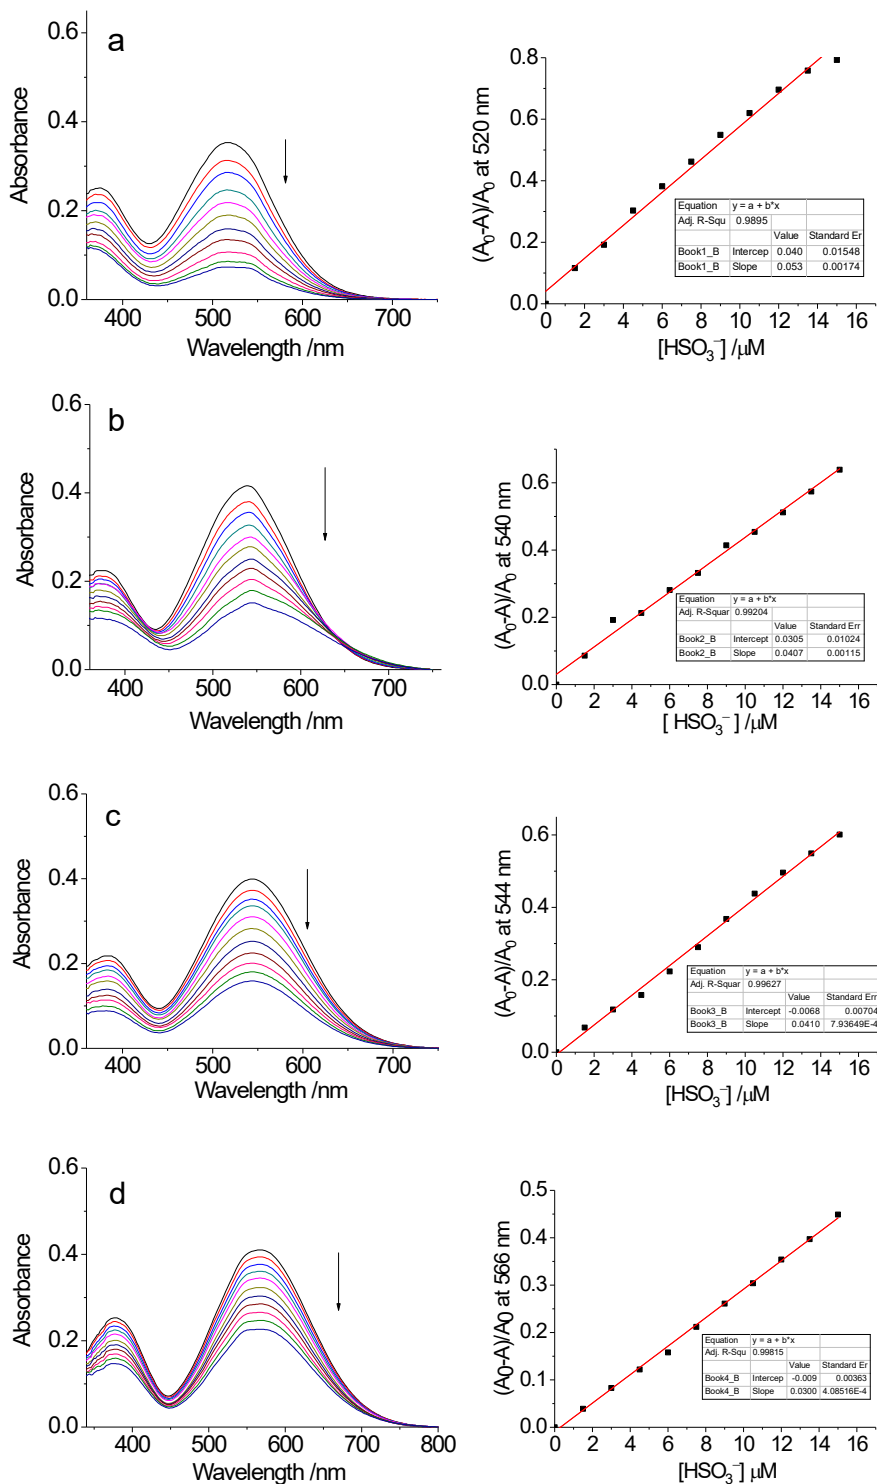 a
0.6
0.4
0.2
0.0
Absorbance
400 500 600 700
Wavelength /nm
0.8
0.6
0.4
0.2
0.0
(A₀-A)/A₀ at 520 nm
Equation y = a + b*x
Adj. R-Squ 0.9895
Value Standard Er
Book1_B Intercep 0.040 0.01548
Book1_B Slope 0.053 0.00174
0 2 4 6 8 10 12 14 16
[HSO₃⁻] /μM
b
0.6
0.4
0.2
0.0
Absorbance
400 500 600 700
Wavelength /nm
0.6
0.4
0.2
0.0
(A₀-A)/A₀ at 540 nm
Equation y = a + b*x
Adj. R-Squar 0.99204
Value Standard Err
Book2_B Intercept 0.0305 0.01024
Book2_B Slope 0.0407 0.00115
0 2 4 6 8 10 12 14 16
[ HSO₃⁻ ] /μM
c
0.6
0.4
0.2
0.0
Absorbance
400 500 600 700
Wavelength /nm
0.6
0.4
0.2
0.0
(A₀-A)/A₀ at 544 nm
Equation y = a + b*x
Adj. R-Squar 0.99627
Value Standard Err
Book3_B Intercept -0.0068 0.00704
Book3_B Slope 0.0410 7.93649E-4
0 2 4 6 8 10 12 14 16
[HSO₃⁻] /μM
d
0.6
0.4
0.2
0.0
Absorbance
400 500 600 700 800
Wavelength /nm
0.5
0.4
0.3
0.2
0.1
0.0
(A₀-A)/A0 at 566 nm
Equation y = a + b*x
Adj. R-Squ 0.99815
Value Standard Err
Book4_B Intercep -0.009 0.00363
Book4_B Slope 0.0300 4.08516E-4
0 2 4 6 8 10 12 14 16
[HSO₃⁻] /μM